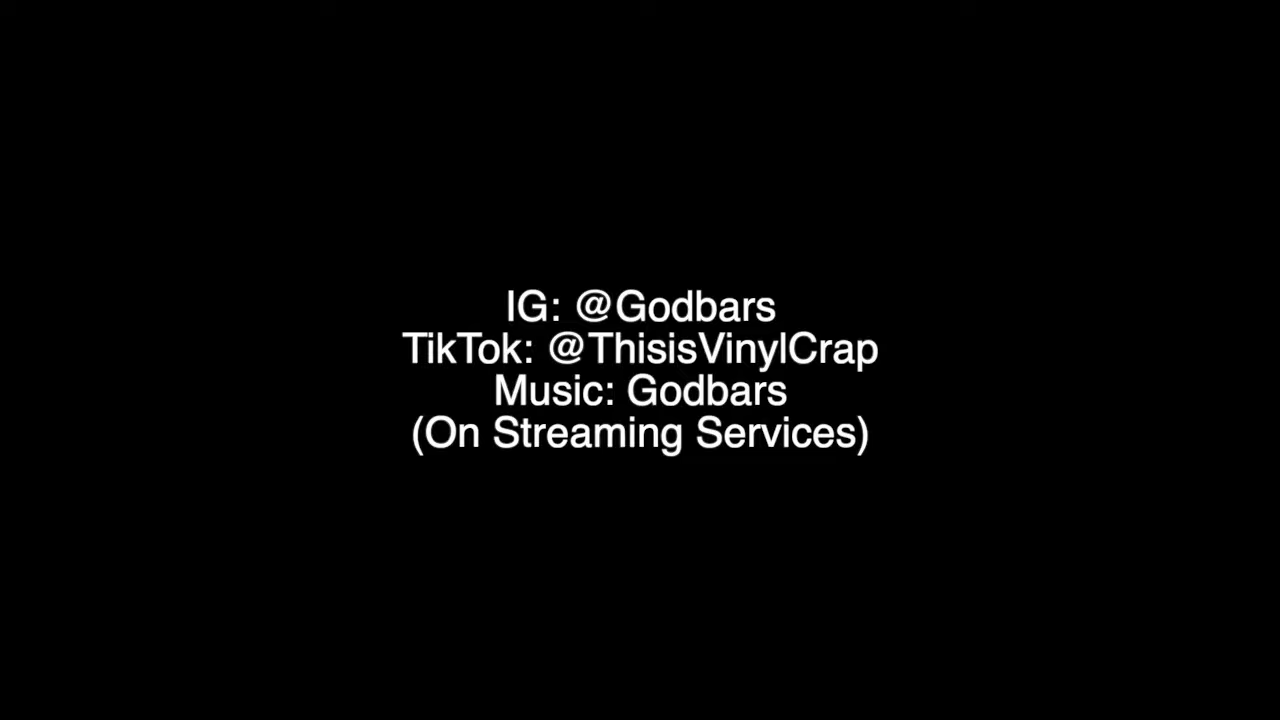 IG: @Godbars
TikTok: @ThisisVinylCrap
Music: Godbars
(On Streaming Services)